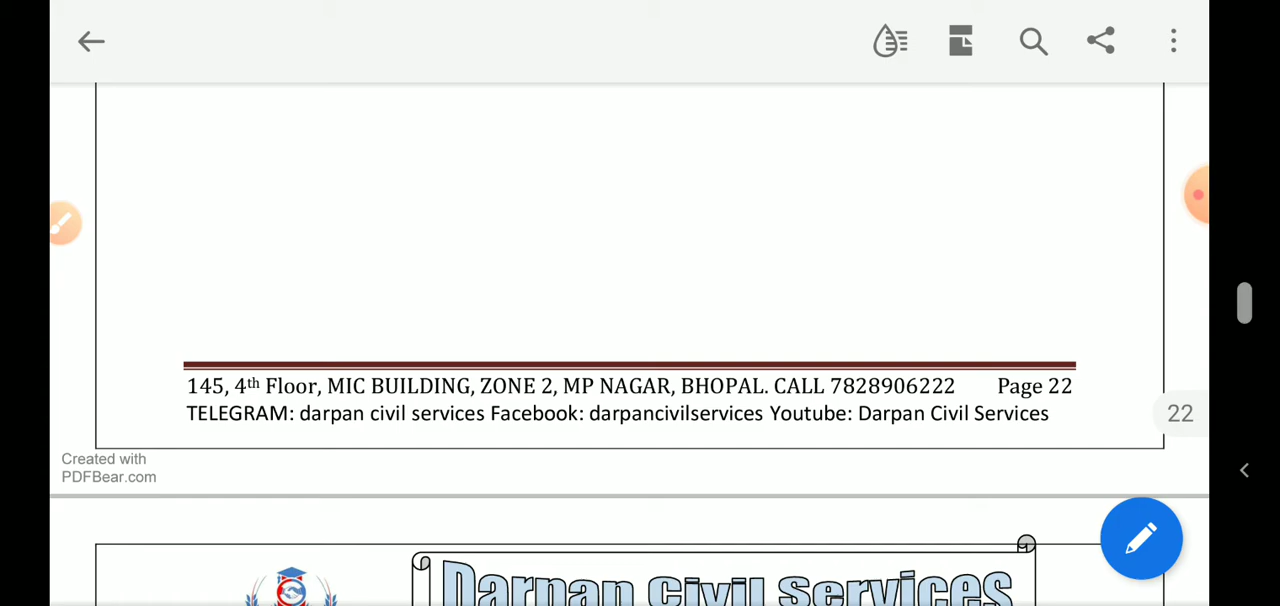 145, 4th Floor, MIC BUILDING, ZONE 2, MP NAGAR, BHOPAL. CALL 7828906222 Page 22
TELEGRAM: darpan civil services Facebook: darpancivilservices Youtube: Darpan Civil Services
22
Created with
PDFBear.com
Darpan Civil Services